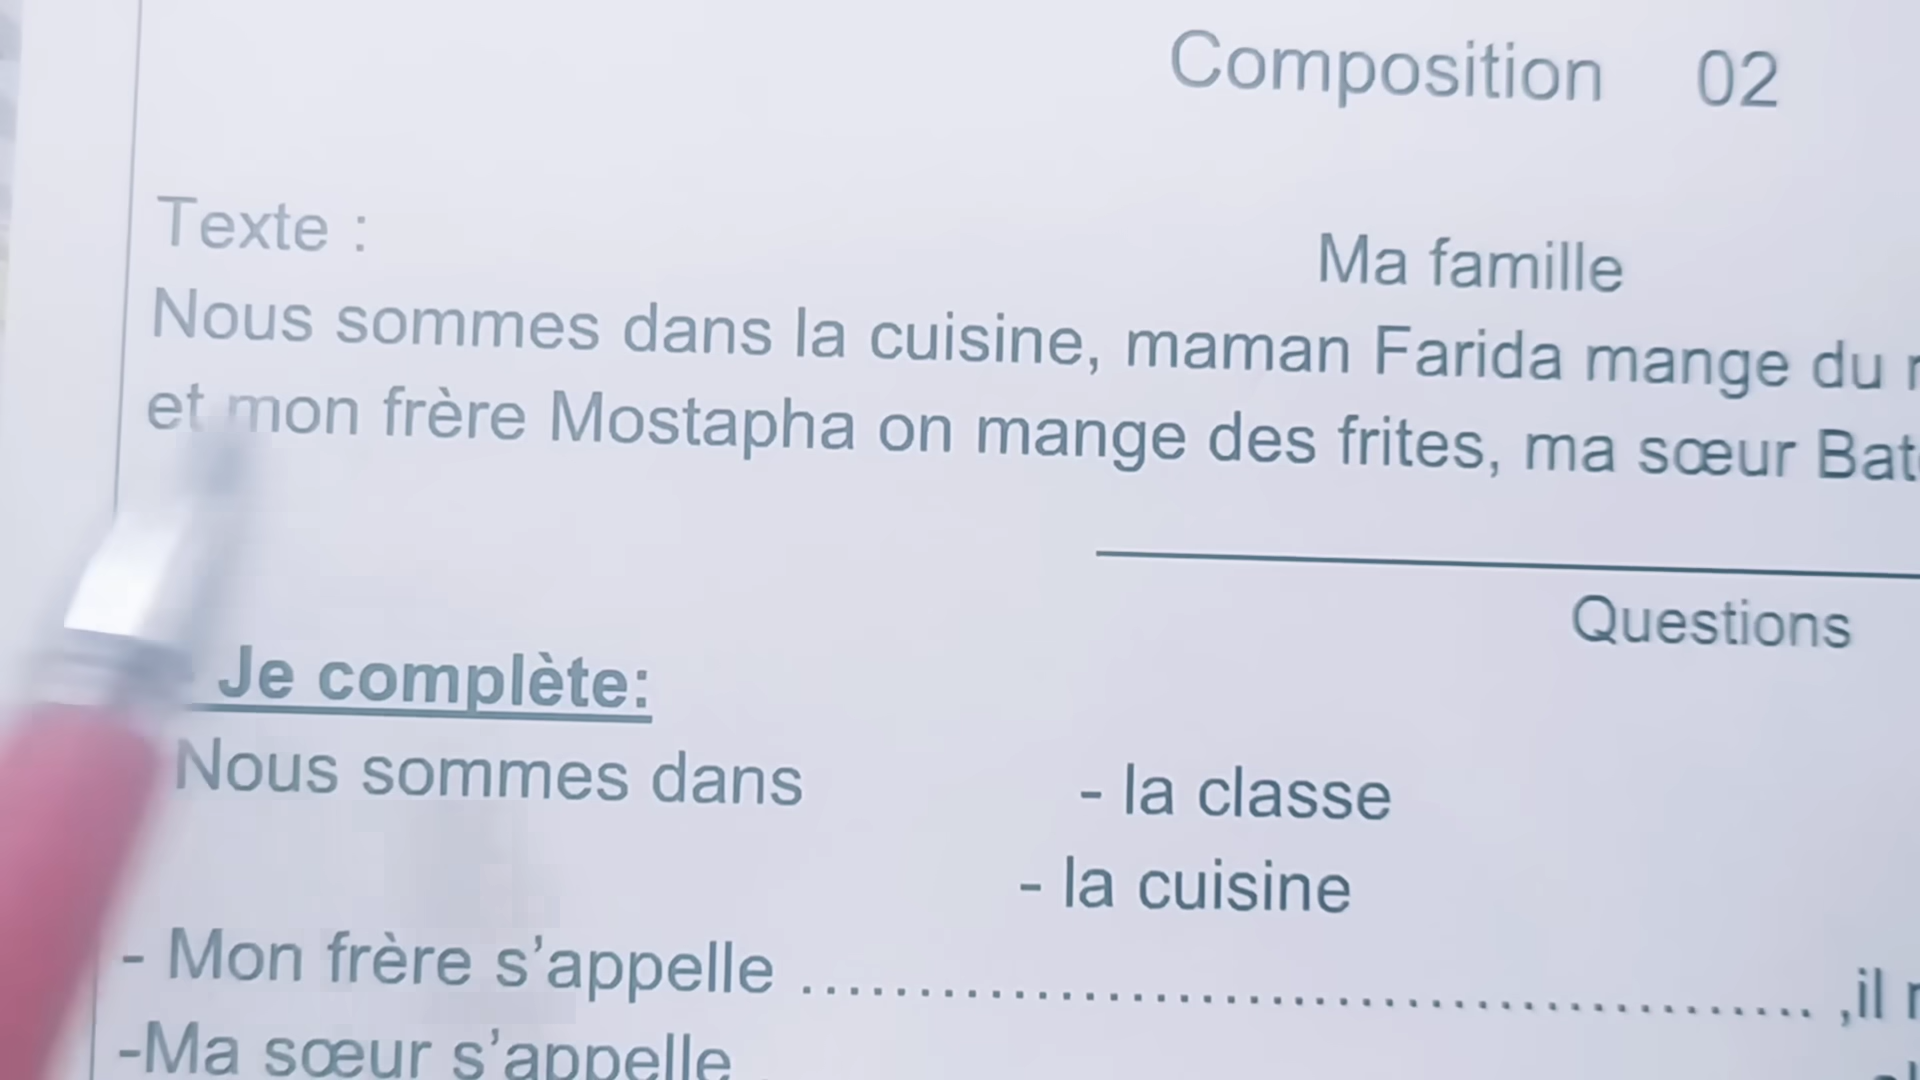 Composition 02
Texte :
Ma famille
Nous sommes dans la cuisine, maman Farida mange du
et mon frère Mostapha on mange des frites, ma sœur
Questions
Je complète:
Nous sommes dans - la classe
- la cuisine
- Mon frère s’appelle ........................................ ,il
-Ma sœur s’appelle